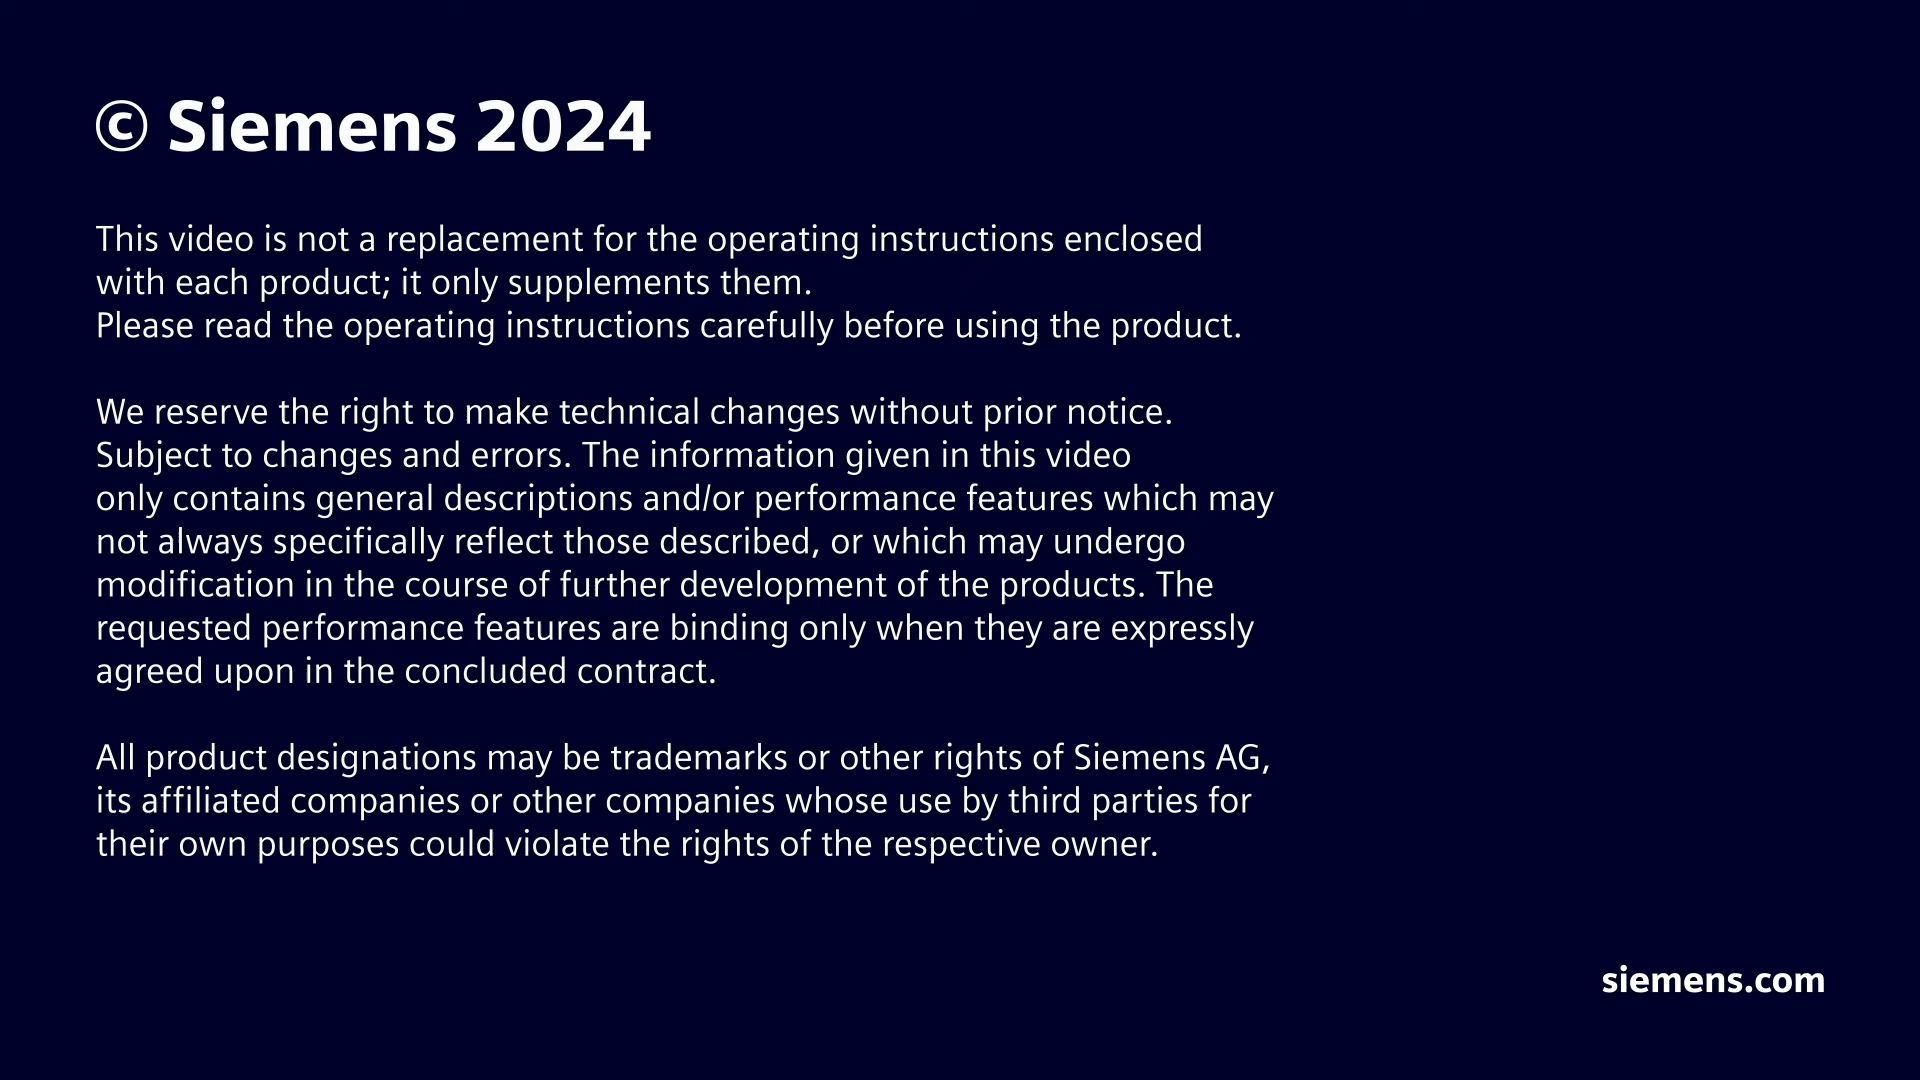 © Siemens 2024
This video is not a replacement for the operating instructions enclosed
with each product; it only supplements them.
Please read the operating instructions carefully before using the product.
We reserve the right to make technical changes without prior notice.
Subject to changes and errors. The information given in this video
only contains general descriptions and/or performance features which may
not always specifically reflect those described, or which may undergo
modification in the course of further development of the products. The
requested performance features are binding only when they are expressly
agreed upon in the concluded contract.
All product designations may be trademarks or other rights of Siemens AG,
its affiliated companies or other companies whose use by third parties for
their own purposes could violate the rights of the respective owner.
siemens.com